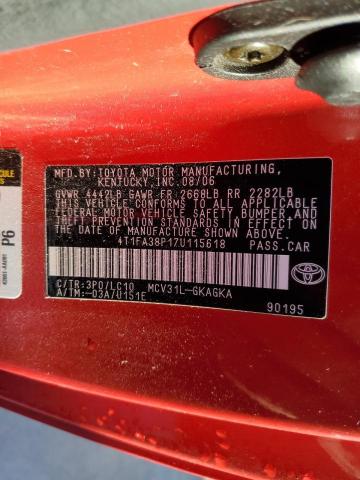 MFD.BY:TOYOTA MOTOR MANUFACTURING,
KENTUCKY,INC.08/06
GVWR 4442LB GAWR FR 2668LB RR 2282LB
THIS VEHICLE CONFORMS TO ALL APPLICABLE
FEDERAL MOTOR VEHICLE SAFETY, BUMPER AND
THEFT PREVENTION STANDARDS IN EFFECT ON
THE DATE OF MANUFACTURE SHOWN ABOVE.
4T1FA38P17U115618 PASS.CAR
C/TR:3P0/LC10 MCV31L-GKAGKA
A/TM:-03A/U151E
90195
TOYOTA
P6